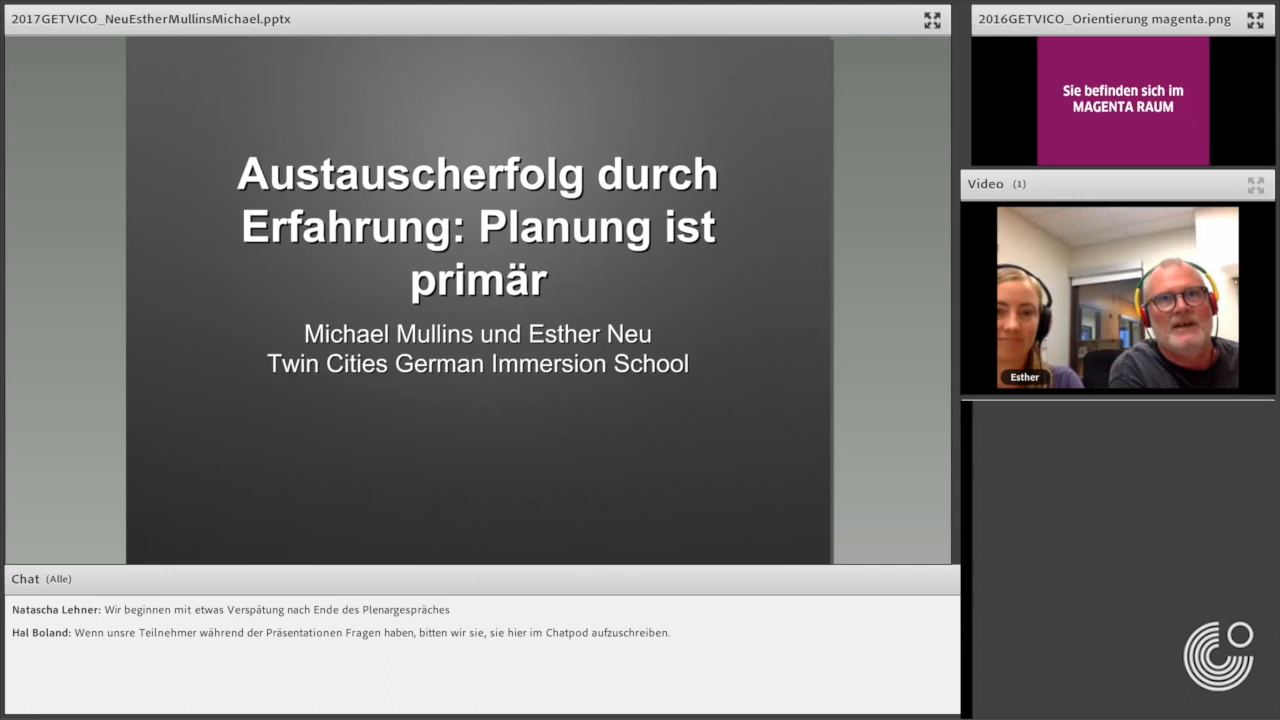 2017GETVICO_NeuEstherMullinsMichael.pptx
Austauscherfolg durch
Erfahrung: Planung ist
primär
Michael Mullins und Esther Neu
Twin Cities German Immersion School
Chat (Alle)
Natascha Lehner: Wir beginnen mit etwas Verspätung nach Ende des Plenargespräches
Hal Boland: Wenn unsre Teilnehmer während der Präsentationen Fragen haben, bitten wir sie, sie hier im Chatpod aufzuschreiben.
2016GETVICO_Orientierung magenta.png
Sie befinden sich im
MAGENTA RAUM
Video (1)
Esther